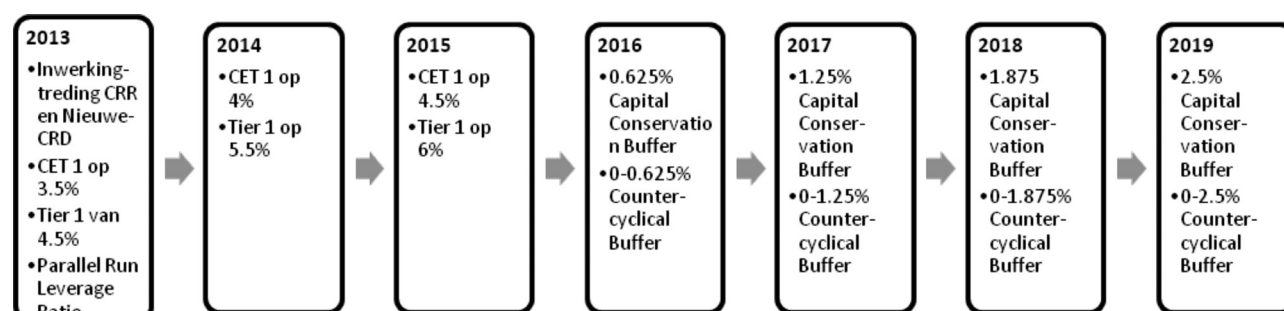 2013
•Inwerking-
treding CRR
en Nieuwe-
CRD
•CET 1 op
3.5%
•Tier 1 van
4.5%
•Parallel Run
Leverage
Ratio
2014
•CET 1 op
4%
•Tier 1 op
5.5%
2015
•CET 1 op
4.5%
•Tier 1 op
6%
2016
•0.625%
Capital
Conservatio
n Buffer
•0-0.625%
Counter-
cyclical
Buffer
2017
•1.25%
Capital
Conser-
vation
Buffer
•0-1.25%
Counter-
cyclical
Buffer
2018
•1.875
Capital
Conser-
vation
Buffer
•0-1.875%
Counter-
cyclical
Buffer
2019
•2.5%
Capital
Conser-
vation
Buffer
•0-2.5%
Counter-
cyclical
Buffer